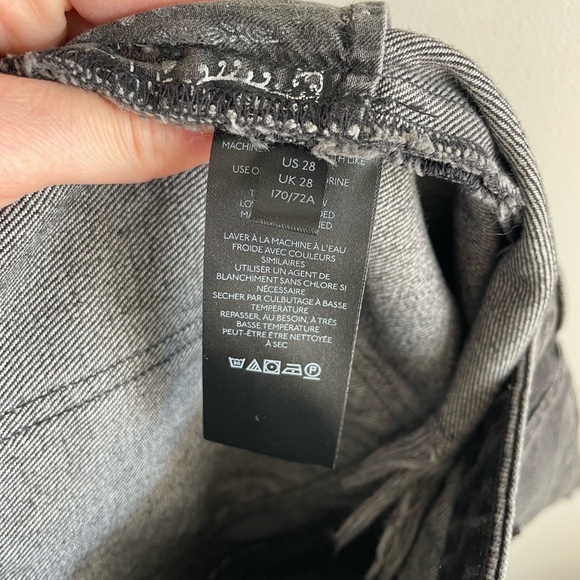 MACHINE
LIKE
US 28
USE
UK 28
170/72A
LAVER À LA MACHINE À L'EAU
FROIDE AVEC COULEURS
SIMILAIRES
UTILISER UN AGENT DE
BLANCHIMENT SANS CHLORE SI
NÉCESSAIRE
SECHER PAR CULBUTAGE À BASSE
TEMPERATURE
REPASSER, AU BESOIN, À TRÉS
BASSE TEMPÉRATURE
PEUT-ÊTRE ÊTRE NETTOYÉE
À SEC
P